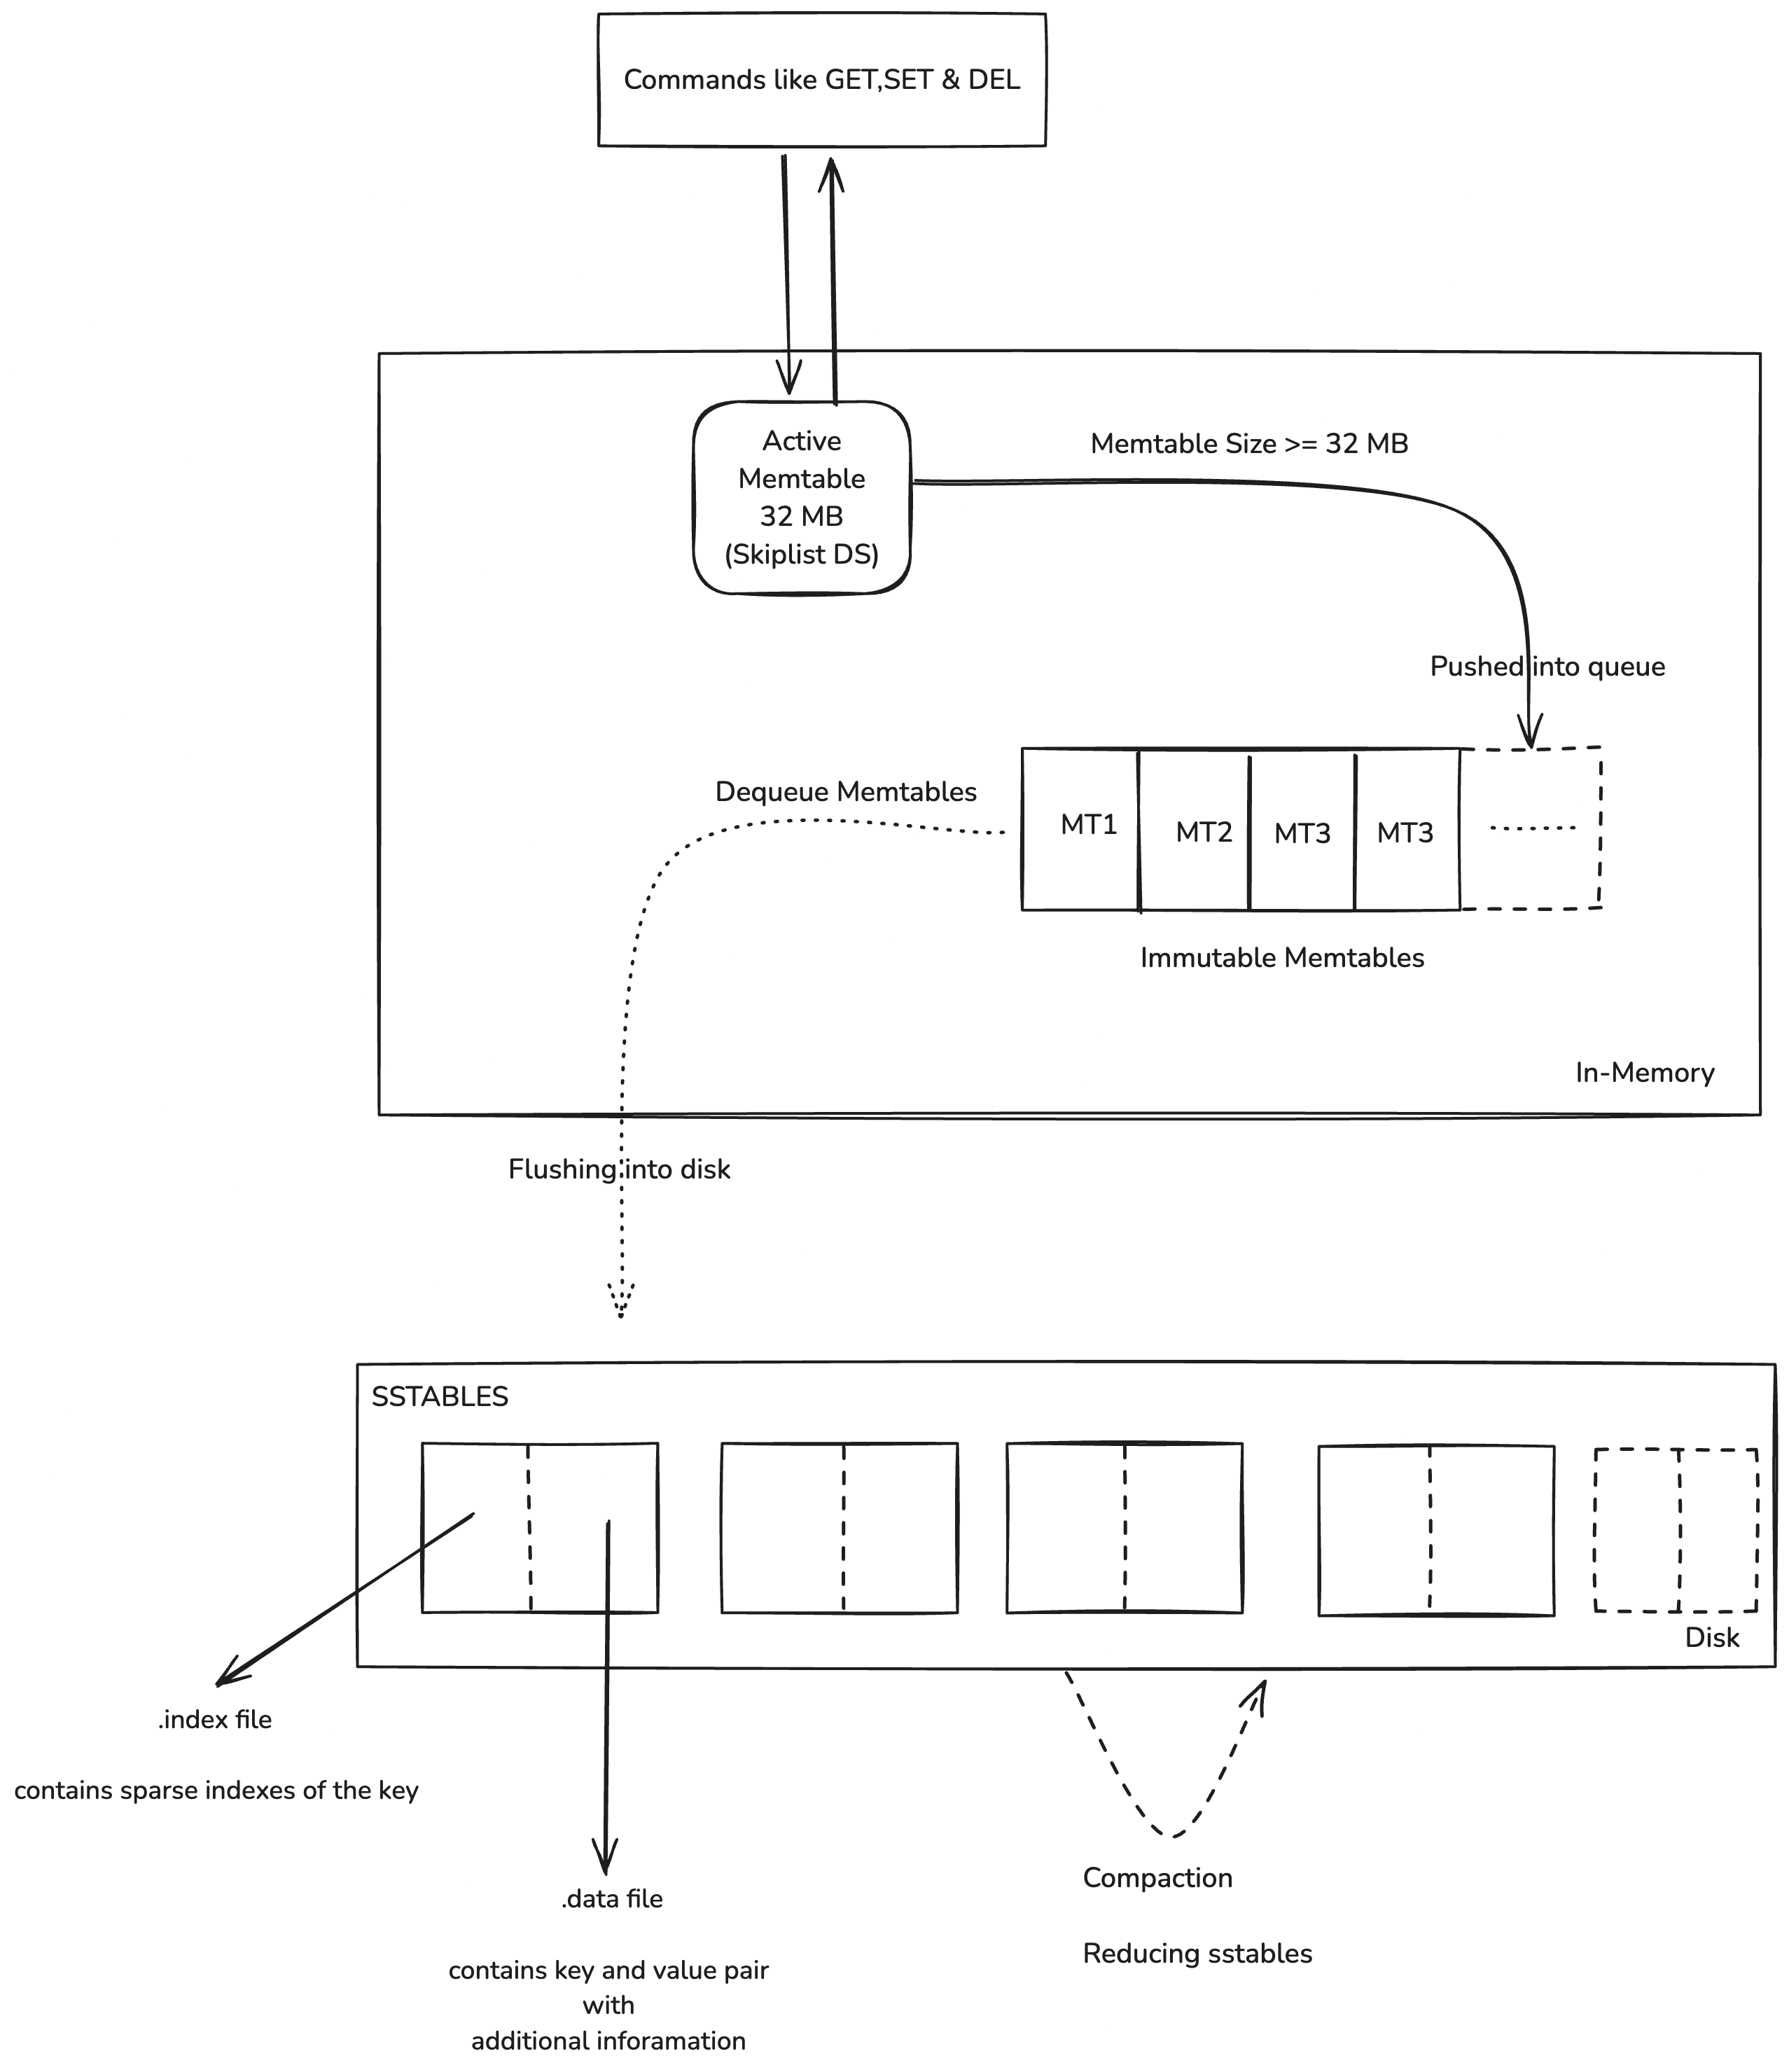 Commands like GET,SET & DEL
Active
Memtable
32 MB
(Skiplist DS)
Memtable Size >= 32 MB
Pushed into queue
Dequeue Memtables
MT1
MT2
MT3
MT3
Immutable Memtables
In-Memory
Flushing into disk
SSTABLES
Disk
.index file
contains sparse indexes of the key
.data file
contains key and value pair
with
additional inforamation
Compaction
Reducing sstables